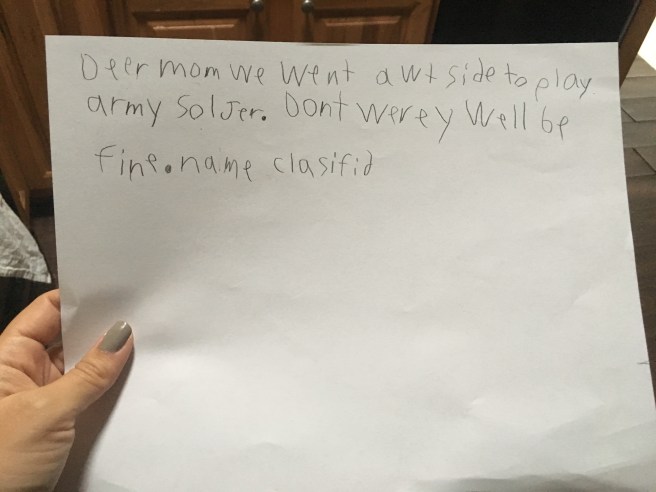 Deer mom we went awt side to play
army Soljer. Dont werey Well be
fine. name clasifid